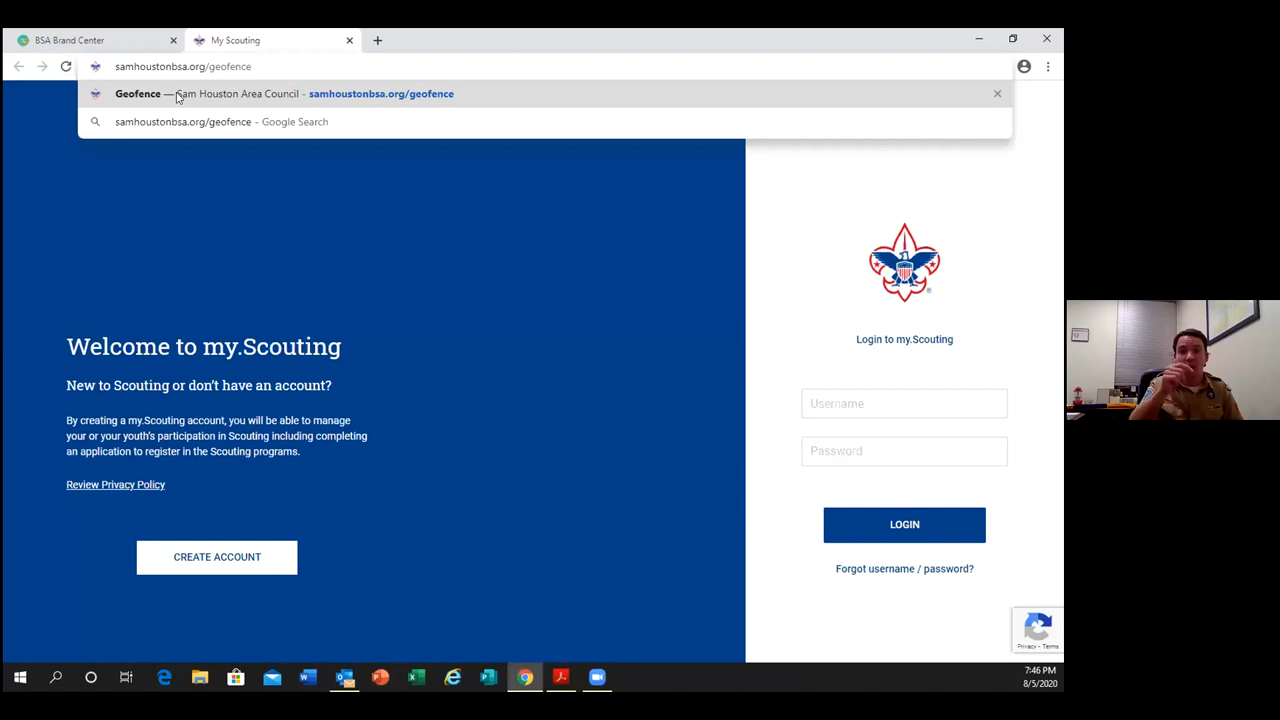 BSA Brand Center
My Scouting
samhoustonbsa.org/geofence
Geofence — Sam Houston Area Council - samhoustonbsa.org/geofence
samhoustonbsa.org/geofence - Google Search
Welcome to my.Scouting
New to Scouting or don't have an account?
By creating a my.Scouting account, you will be able to manage
your or your youth's participation in Scouting including completing
an application to register in the Scouting programs.
Review Privacy Policy
CREATE ACCOUNT
Login to my.Scouting
Username
Password
LOGIN
Forgot username / password?
Privacy - Terms
7:46 PM
8/5/2020